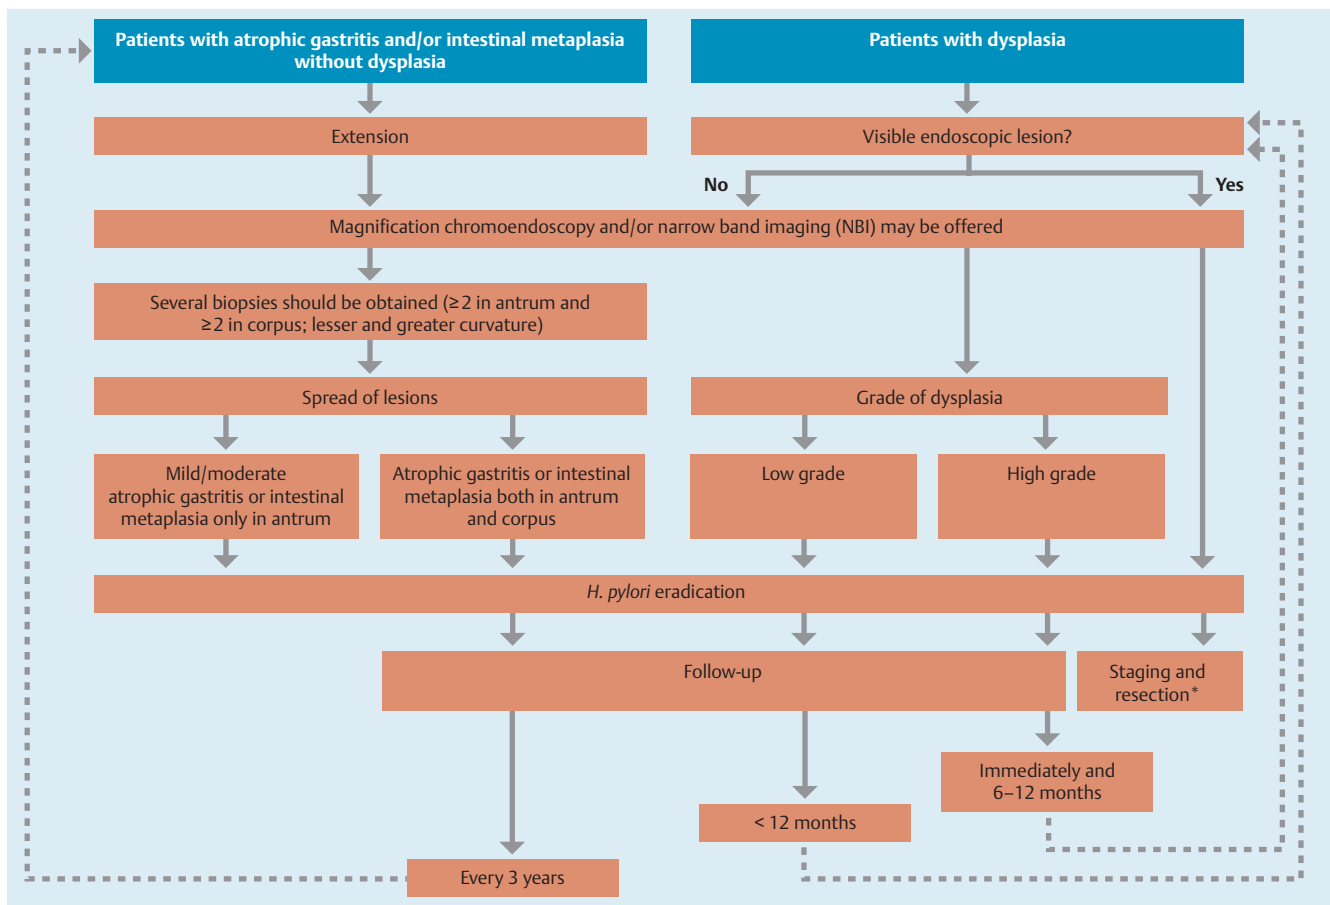 Patients with atrophic gastritis and/or intestinal metaplasia
without dysplasia
Patients with dysplasia
Extension
Visible endoscopic lesion?
No
Yes
Magnification chromoendoscopy and/or narrow band imaging (NBI) may be offered
Several biopsies should be obtained (≥2 in antrum and
≥2 in corpus; lesser and greater curvature)
Spread of lesions
Grade of dysplasia
Mild/moderate
atrophic gastritis or intestinal
metaplasia only in antrum
Atrophic gastritis or intestinal
metaplasia both in antrum
and corpus
Low grade
High grade
H. pylori eradication
Follow-up
Staging and
resection*
Immediately and
6–12 months
< 12 months
Every 3 years